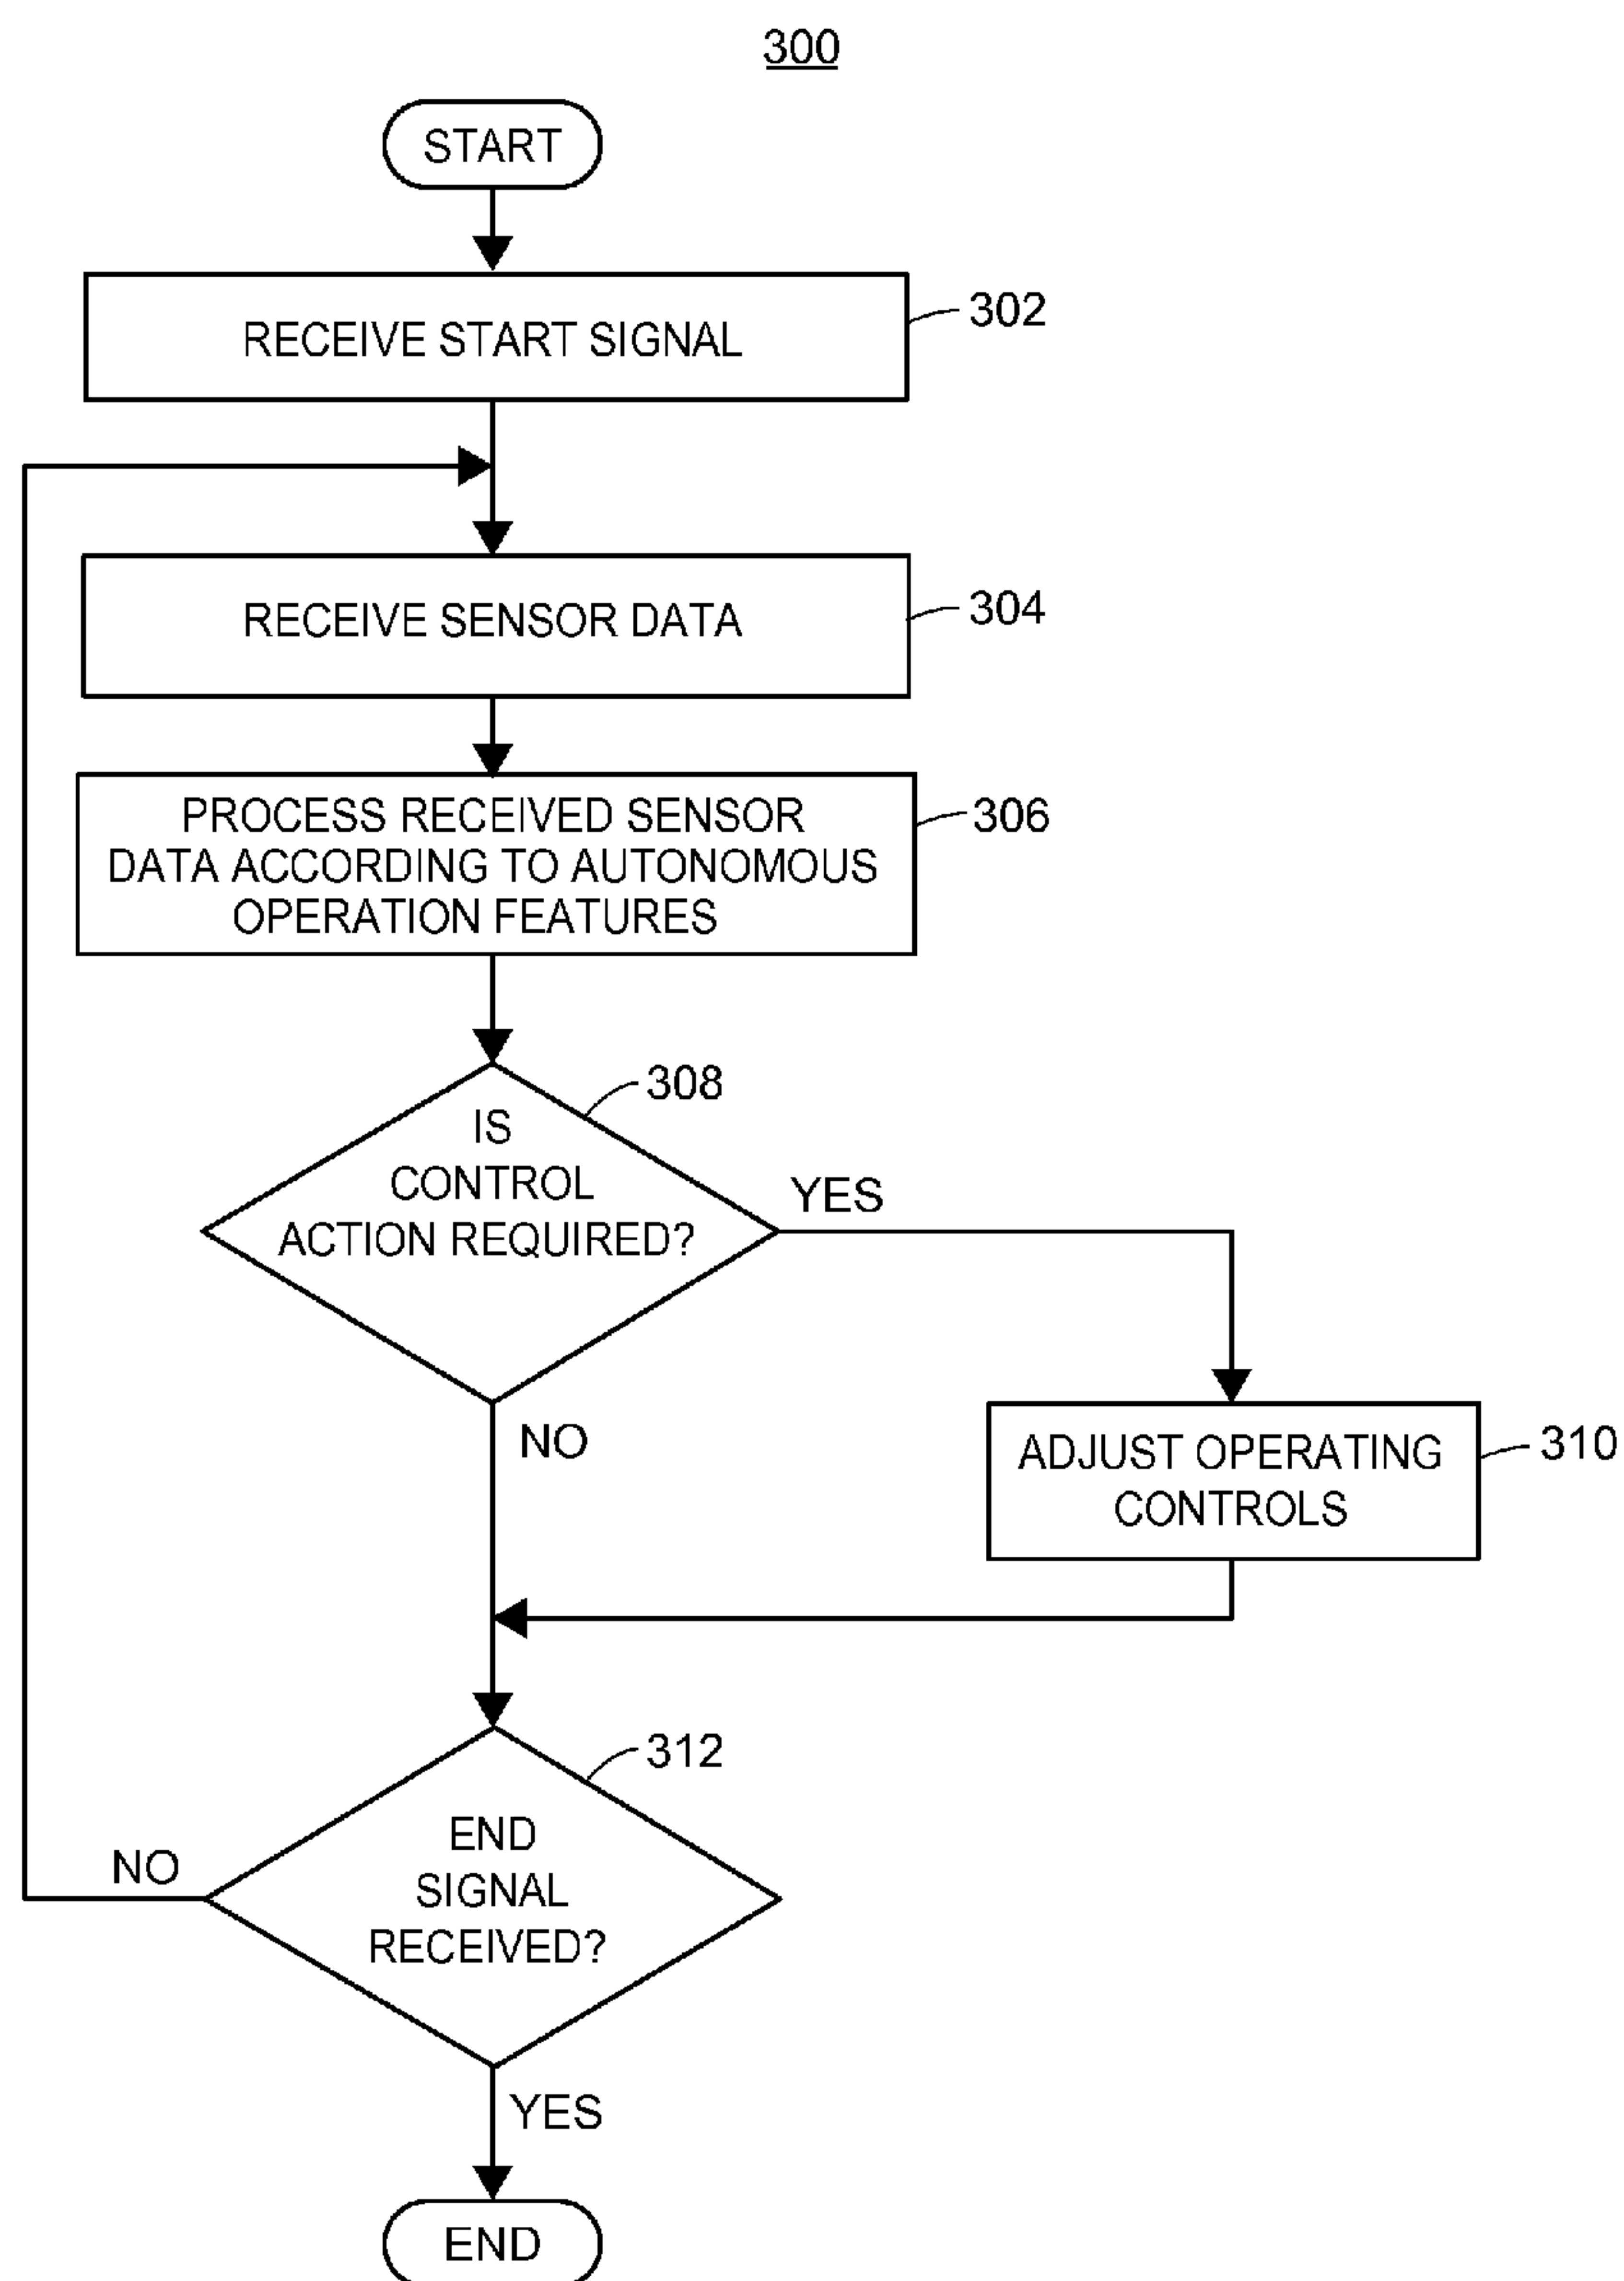 300
START
RECEIVE START SIGNAL
302
RECEIVE SENSOR DATA
304
PROCESS RECEIVED SENSOR
DATA ACCORDING TO AUTONOMOUS
OPERATION FEATURES
306
308
IS
CONTROL
ACTION REQUIRED?
YES
NO
ADJUST OPERATING
CONTROLS
310
312
END
SIGNAL
RECEIVED?
NO
YES
END